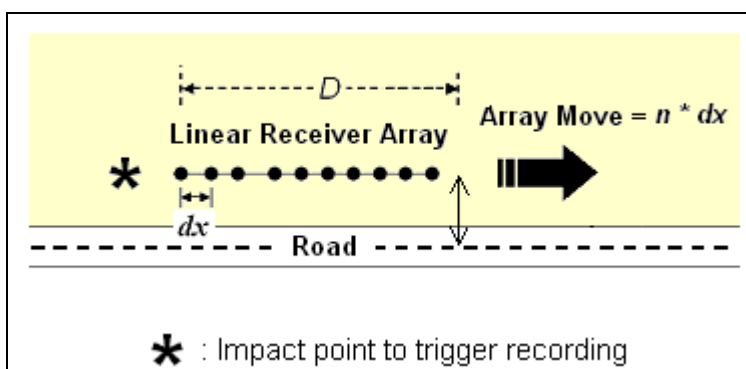 D
Linear Receiver Array
Array Move = n * dx
*
dx
Road
* : Impact point to trigger recording